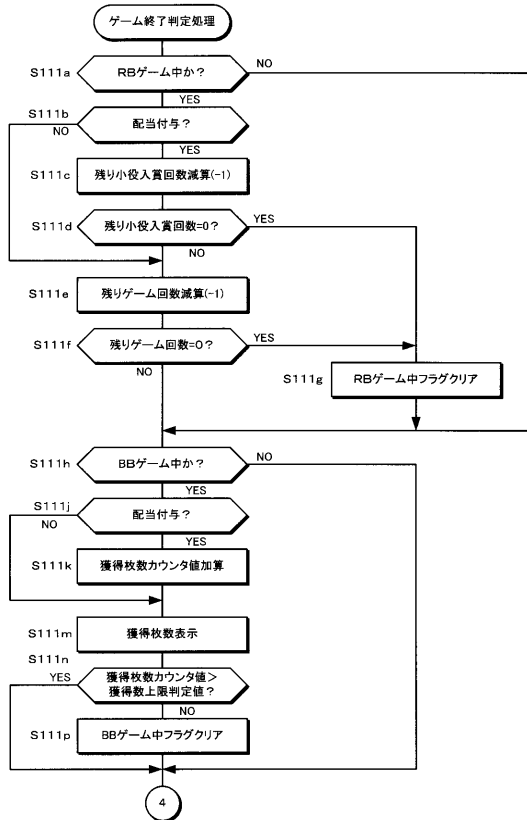 ゲーム終了判定処理
S111a
RBゲーム中か?
NO
YES
S111b
配当付与?
NO
YES
S111c
残り小役入賞回数減算(-1)
S111d
残り小役入賞回数=0?
YES
NO
S111e
残りゲーム回数減算(-1)
S111f
残りゲーム回数=0?
YES
NO
S111g
RBゲーム中フラグクリア
S111h
BBゲーム中か?
NO
YES
S111j
配当付与?
NO
YES
S111k
獲得枚数カウンタ値加算
S111m
獲得枚数表示
S111n
獲得枚数カウンタ値>
獲得数上限判定値?
YES
NO
S111p
BBゲーム中フラグクリア
4